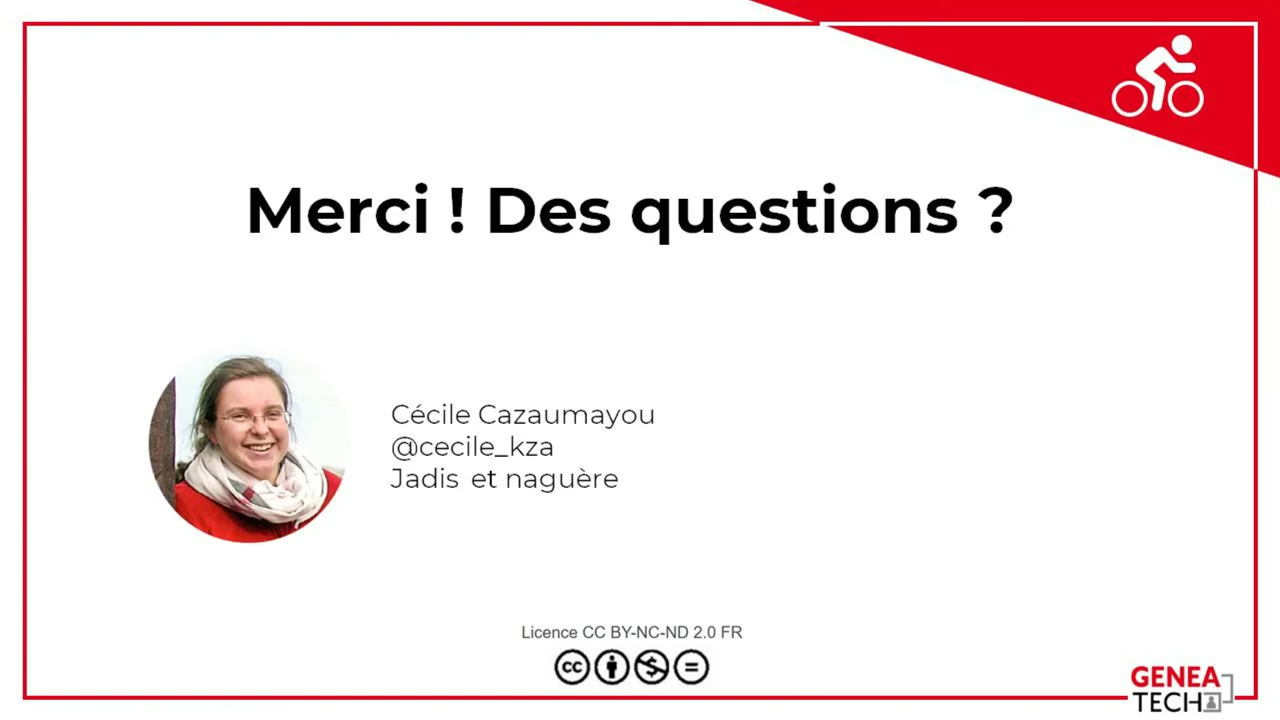 Merci ! Des questions ?
Cécile Cazaumayou
@cecile_kza
Jadis et naguère
Licence CC BY-NC-ND 2.0 FR
cc
GENEA
TECH